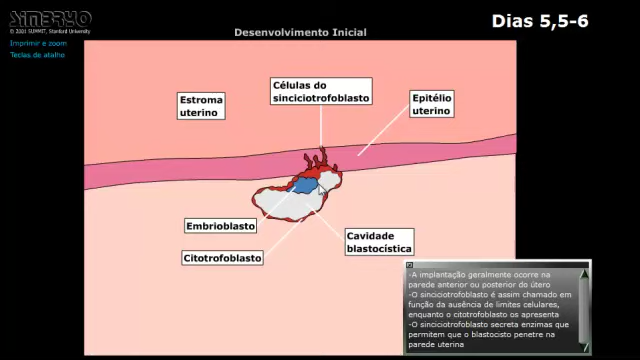 SIMBRYO
© 2001 SUMMIT, Stanford University
Imprimir e zoom
Teclas de atalho
Dias 5,5-6
Desenvolvimento Inicial
Estroma
uterino
Células do
sinciciotrofoblasto
Epitélio
uterino
Embrioblasto
Citotrofoblasto
Cavidade
blastocística
-A implantação geralmente ocorre na
parede anterior ou posterior do útero
-O sinciciotrofoblasto é assim chamado em
função da ausência de limites celulares,
enquanto o citotrofoblasto os apresenta
-O sinciciotrofoblasto secreta enzimas que
permitem que o blastocisto penetre na
parede uterina